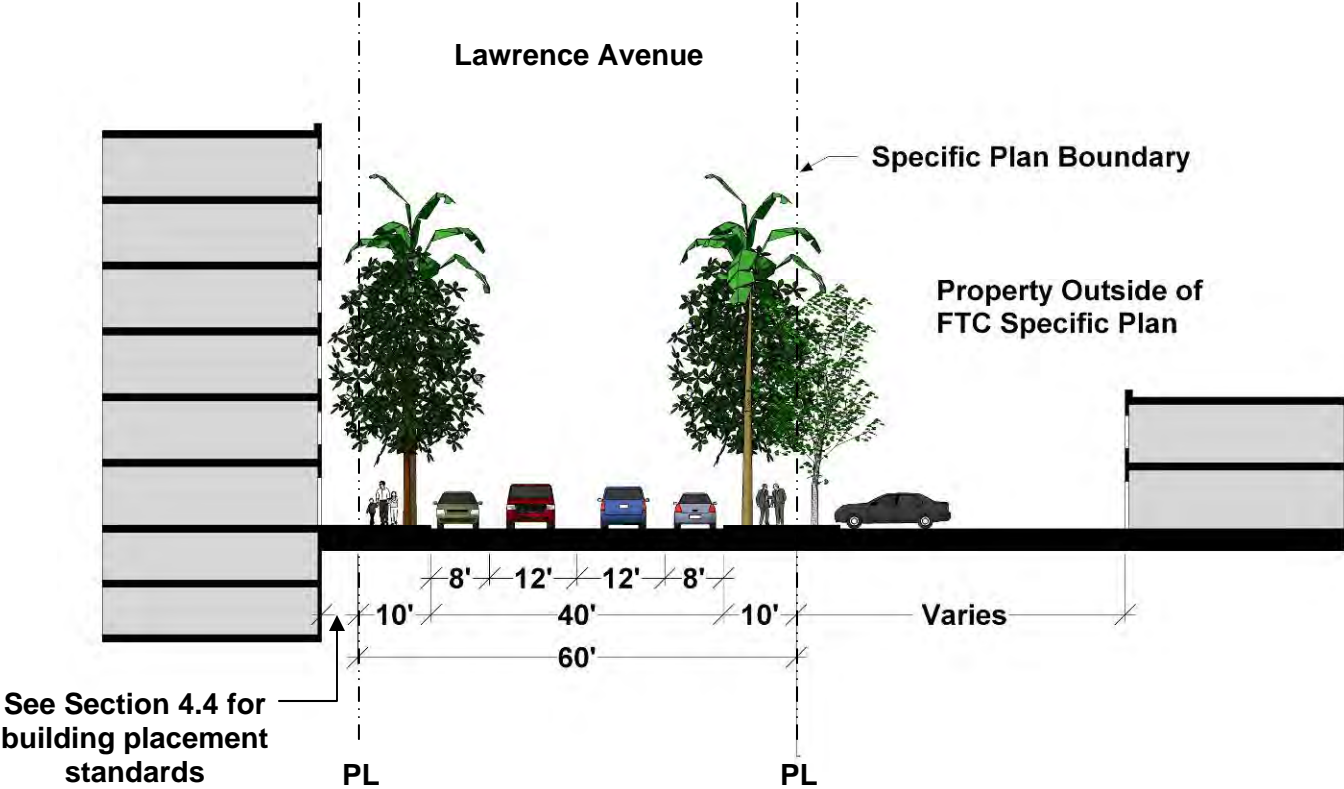 Lawrence Avenue
Specific Plan Boundary
Property Outside of
FTC Specific Plan
8' 12' 12' 8'
10' 40' 10' Varies
60'
See Section 4.4 for
building placement
standards
PL PL